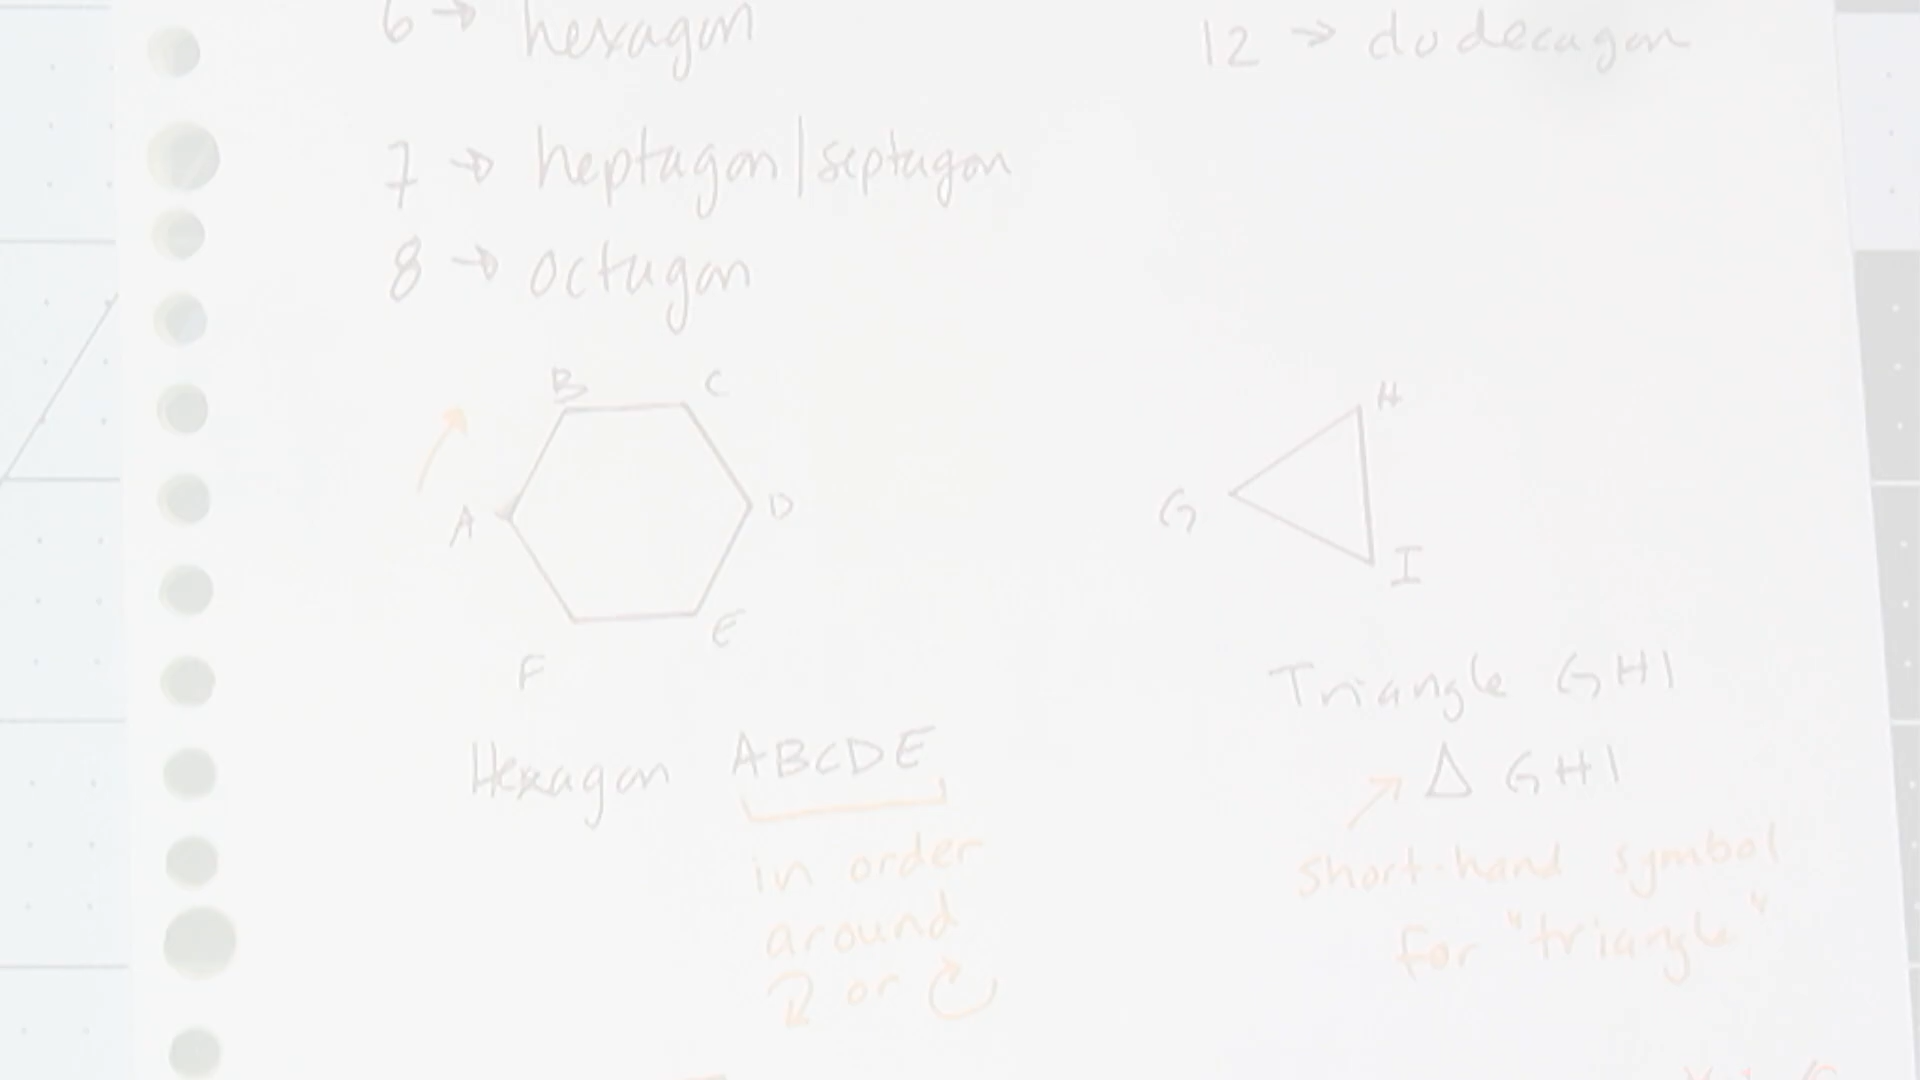 6 → hexagon
12 → dodecagon
7 → heptagon/septagon
8 → octagon
B C
A D
F E
H
G
I
Hexagon ABCDE
in order
around
or
Triangle GHI
Δ GHI
short-hand symbol
for "triangle"